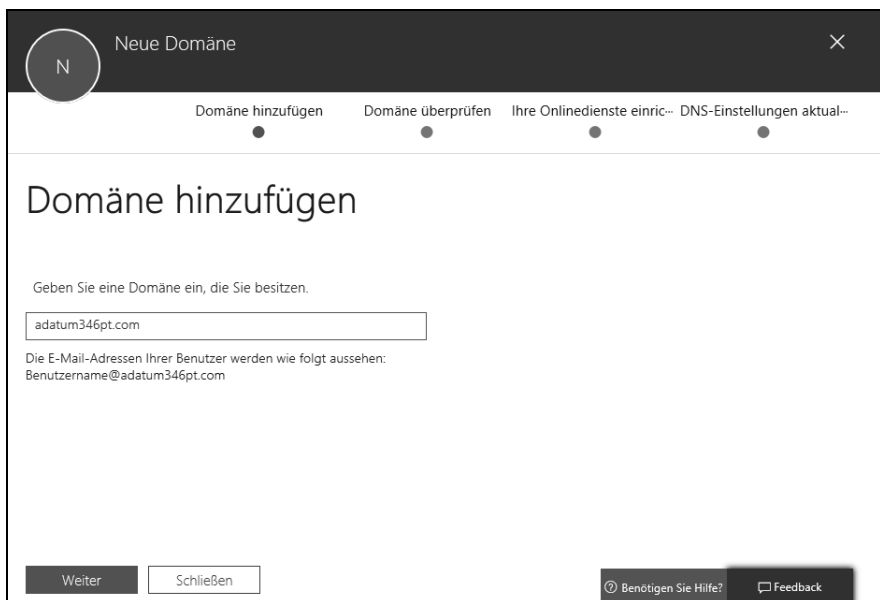 N
Neue Domäne
Domäne hinzufügen
Domäne überprüfen
Ihre Onlinedienste einric...
DNS-Einstellungen aktual...
Domäne hinzufügen
Geben Sie eine Domäne ein, die Sie besitzen.
adatum346pt.com
Die E-Mail-Adressen Ihrer Benutzer werden wie folgt aussehen:
Benutzername@adatum346pt.com
Weiter
Schließen
Benötigen Sie Hilfe?
Feedback